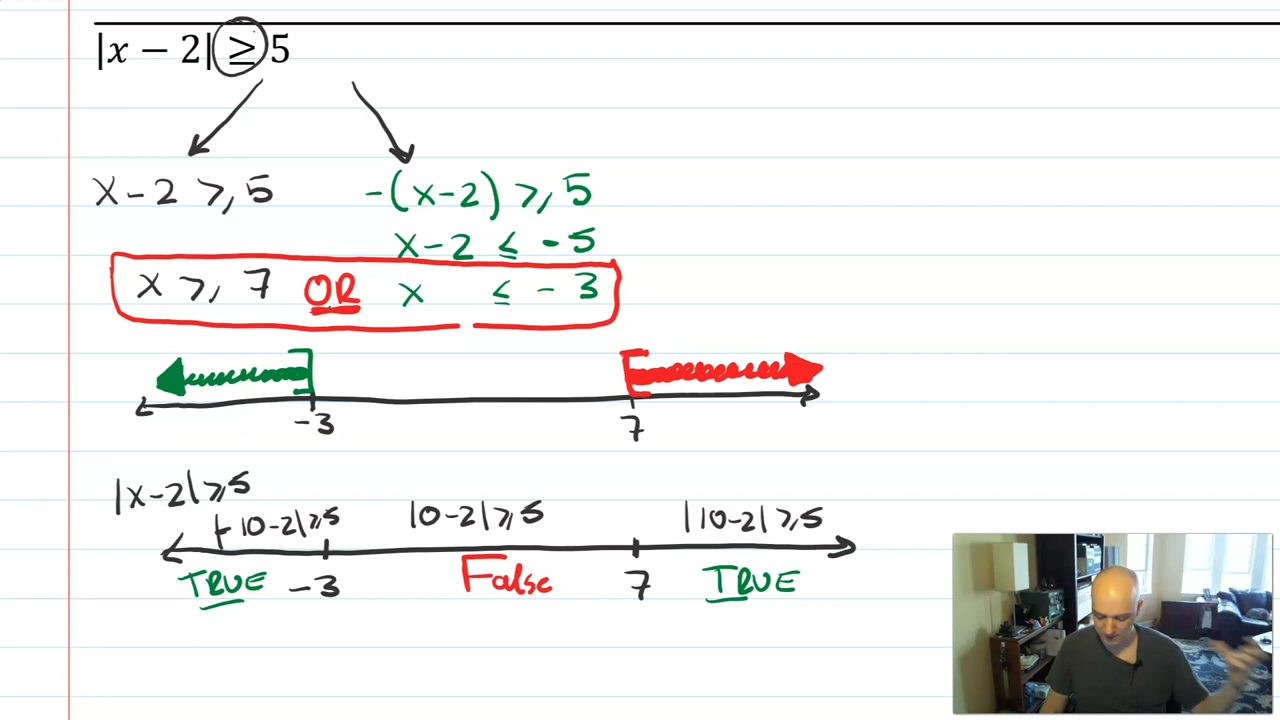 |x − 2| ≥ 5
x-2 ≥ 5 -(x-2) ≥ 5
x-2 ≤ -5
x ≥ 7 OR x ≤ -3
-3 7
|x-2| ≥ 5
|-10-2| ≥ 5 |0-2| ≥ 5 |10-2| ≥ 5
TRUE -3 False 7 TRUE